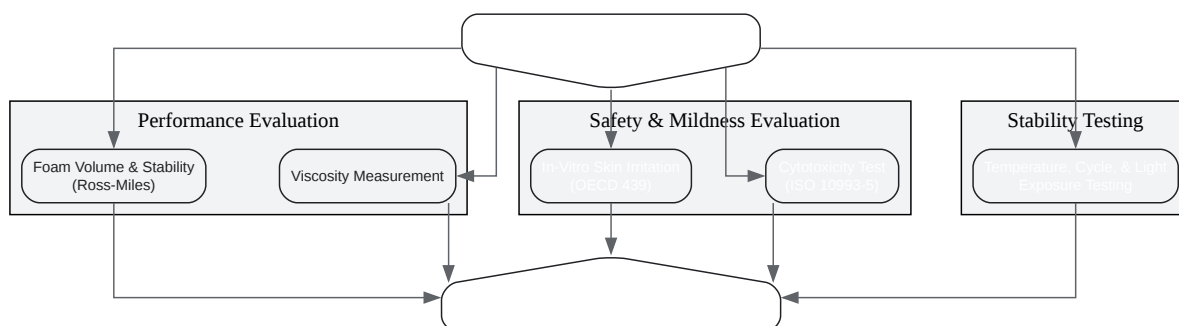 Performance Evaluation
Safety & Mildness Evaluation
Stability Testing
Foam Volume & Stability
(Ross-Miles)
Viscosity Measurement
In-Vitro Skin Irritation
(OECD 439)
Cytotoxicity Test
(ISO 10993-5)
Temperature, Cycle, & Light
Exposure Testing